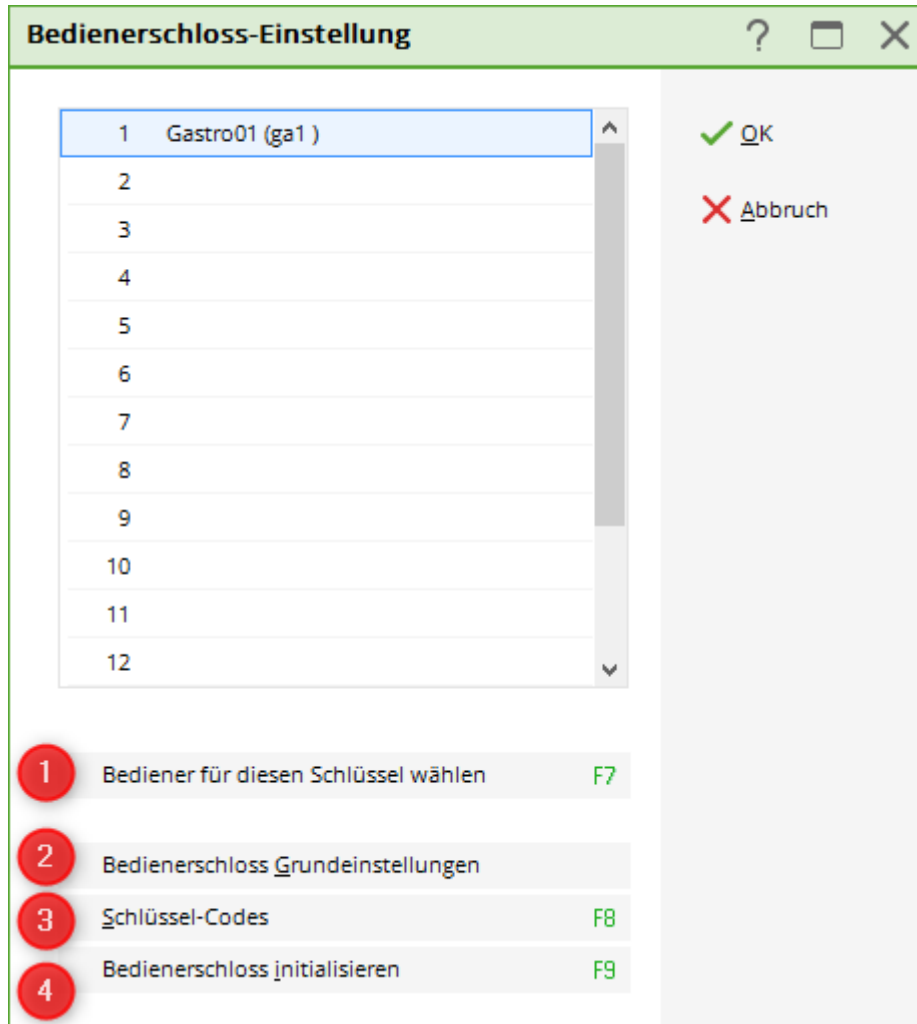 Bedienerschloss-Einstellung ?
1 Gastro01 (ga1 )
2
3
4
5
6
7
8
9
10
11
12
OK
Abbruch
1 Bediener für diesen Schlüssel wählen F7
2 Bedienerschloss Grundeinstellungen
3 Schlüssel-Codes F8
4 Bedienerschloss initialisieren F9